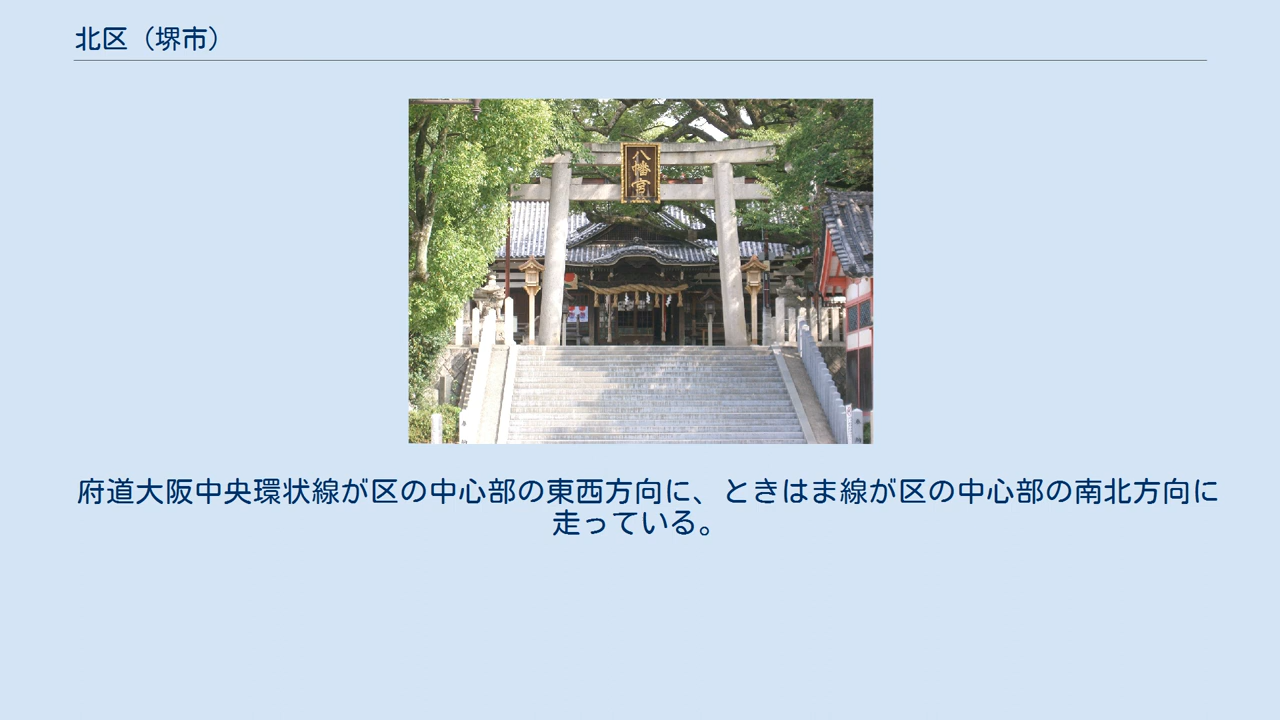 北区（堺市）
八幡宮
府道大阪中央環状線が区の中心部の東西方向に、ときはま線が区の中心部の南北方向に
走っている。